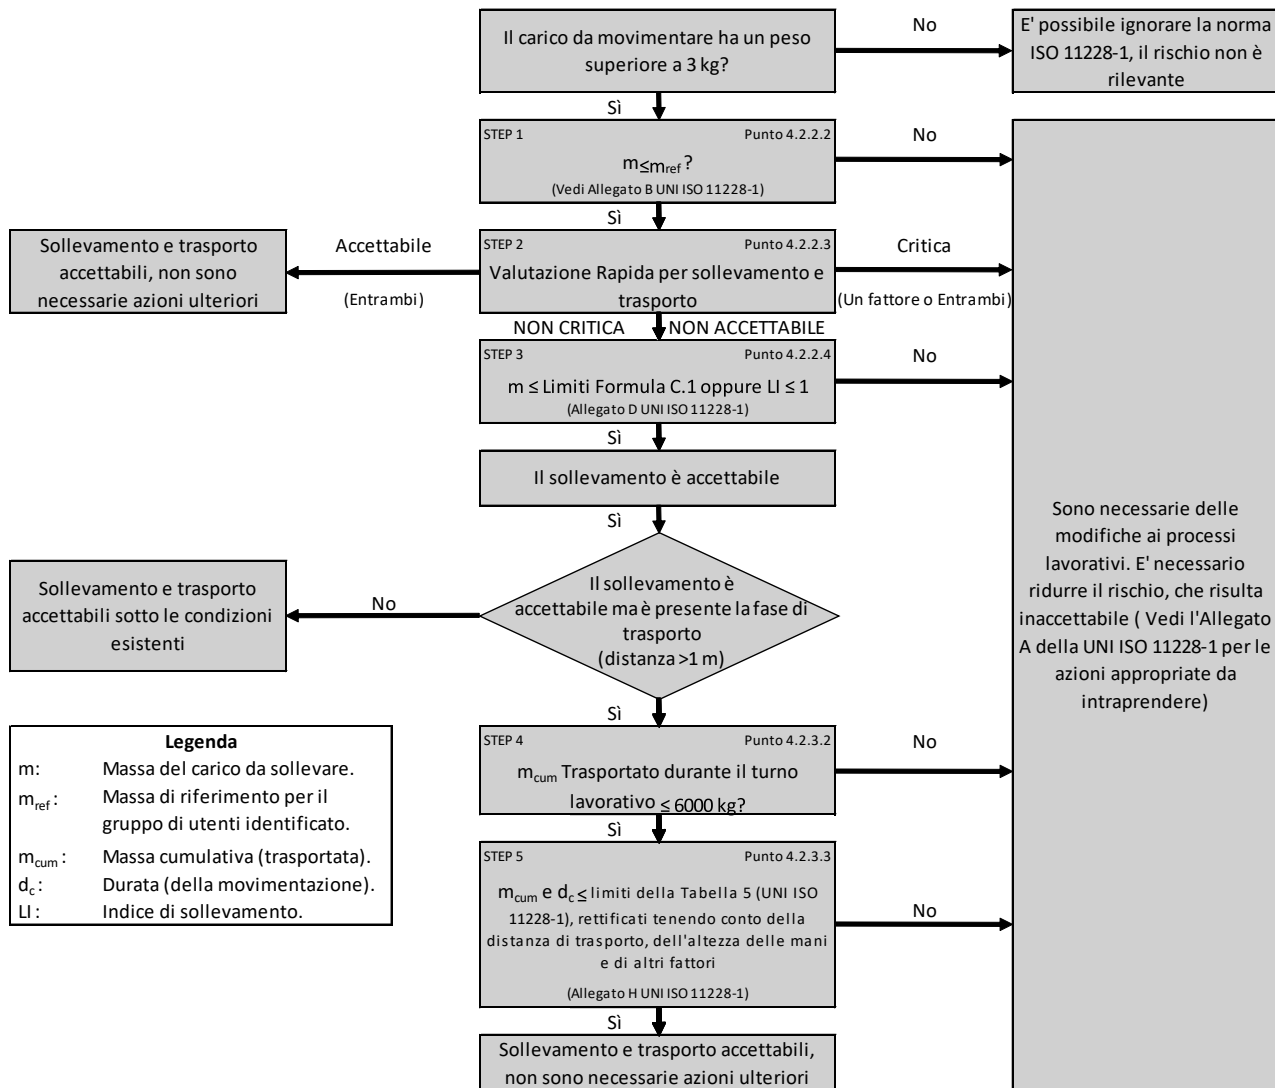 Il carico da movimentare ha un peso
superiore a 3 kg?
No
E' possibile ignorare la norma
ISO 11228-1, il rischio non è
rilevante
Sì
STEP 1 Punto 4.2.2.2
m≤mref ?
(Vedi Allegato B UNI ISO 11228-1)
No
Sì
Sollevamento e trasporto
accettabili, non sono
necessarie azioni ulteriori
Accettabile
(Entrambi)
STEP 2 Punto 4.2.2.3
Valutazione Rapida per sollevamento e
trasporto
Critica
(Un fattore o Entrambi)
NON CRITICA NON ACCETTABILE
STEP 3 Punto 4.2.2.4
m ≤ Limiti Formula C.1 oppure LI ≤ 1
(Allegato D UNI ISO 11228-1)
No
Sì
Il sollevamento è accettabile
Sì
Sollevamento e trasporto
accettabili sotto le condizioni
esistenti
No
Il sollevamento è
accettabile ma è presente la fase di
trasporto
(distanza >1 m)
Sono necessarie delle
modifiche ai processi
lavorativi. E' necessario
ridurre il rischio, che risulta
inaccettabile ( Vedi l'Allegato
A della UNI ISO 11228-1 per le
azioni appropriate da
intraprendere)
Sì
STEP 4 Punto 4.2.3.2
mcum Trasportato durante il turno
lavorativo ≤ 6000 kg?
No
Sì
STEP 5 Punto 4.2.3.3
mcum e dc ≤ limiti della Tabella 5 (UNI ISO
11228-1), rettificati tenendo conto della
distanza di trasporto, dell'altezza delle mani
e di altri fattori
(Allegato H UNI ISO 11228-1)
No
Sì
Sollevamento e trasporto accettabili,
non sono necessarie azioni ulteriori
Legenda
m: Massa del carico da sollevare.
mref : Massa di riferimento per il
gruppo di utenti identificato.
mcum : Massa cumulativa (trasportata).
dc : Durata (della movimentazione).
LI : Indice di sollevamento.